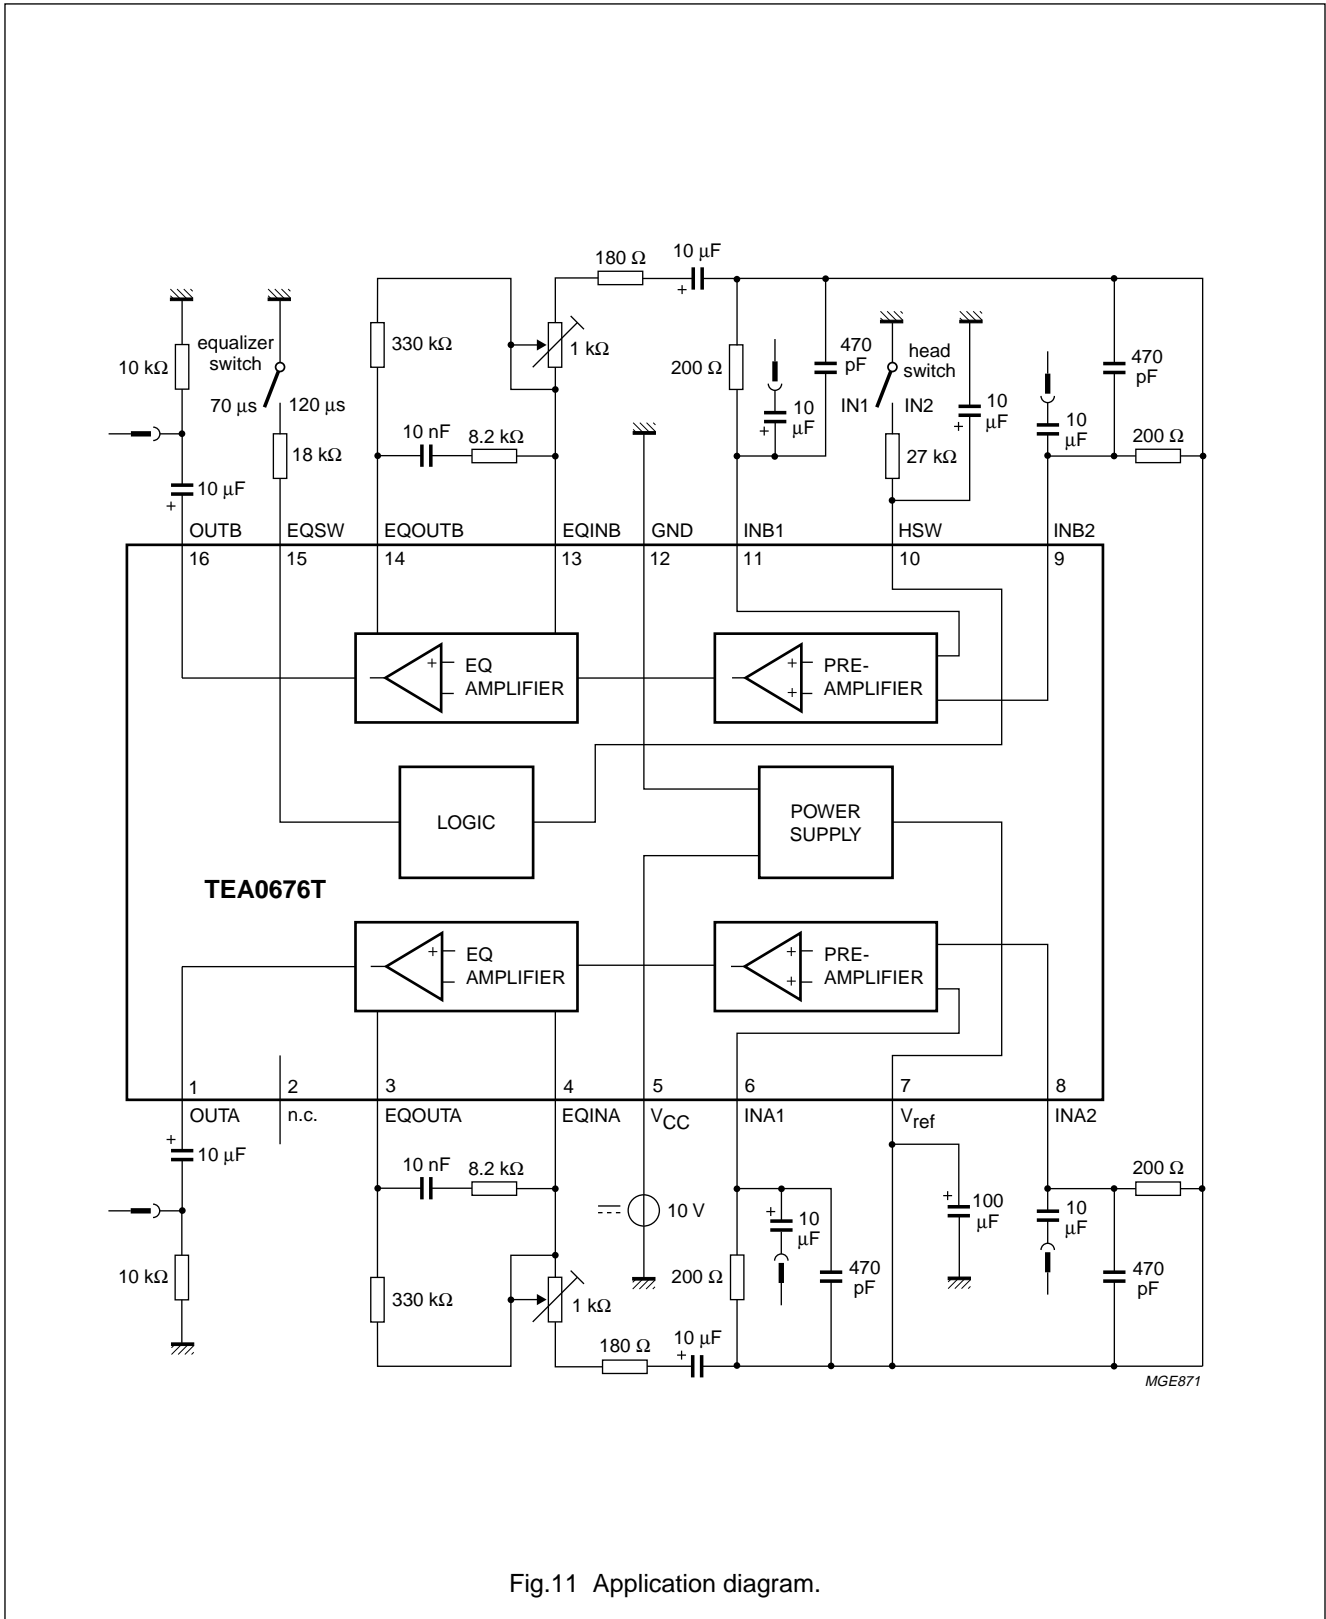 180 Ω
10 μF
+
330 kΩ
1 kΩ
10 kΩ
equalizer
switch
70 μs
120 μs
18 kΩ
10 μF
+
10 nF
8.2 kΩ
200 Ω
10
μF
+
470
pF
head
switch
IN1
IN2
27 kΩ
10
μF
+
10
μF
+
470
pF
200 Ω
OUTB
EQSW
EQOUTB
EQINB
GND
INB1
HSW
INB2
16
15
14
13
12
11
10
9
+
−
EQ
AMPLIFIER
+
+
PRE-
AMPLIFIER
LOGIC
POWER
SUPPLY
TEA0676T
+
−
EQ
AMPLIFIER
+
+
PRE-
AMPLIFIER
1
2
3
4
5
6
7
8
OUTA
n.c.
EQOUTA
EQINA
VCC
INA1
Vref
INA2
+
10 μF
10 nF
8.2 kΩ
10 V
+
10
μF
+
100
μF
+
10
μF
200 Ω
10 kΩ
330 kΩ
1 kΩ
200 Ω
470
pF
470
pF
180 Ω
10 μF
+
MGE871
Fig.11 Application diagram.